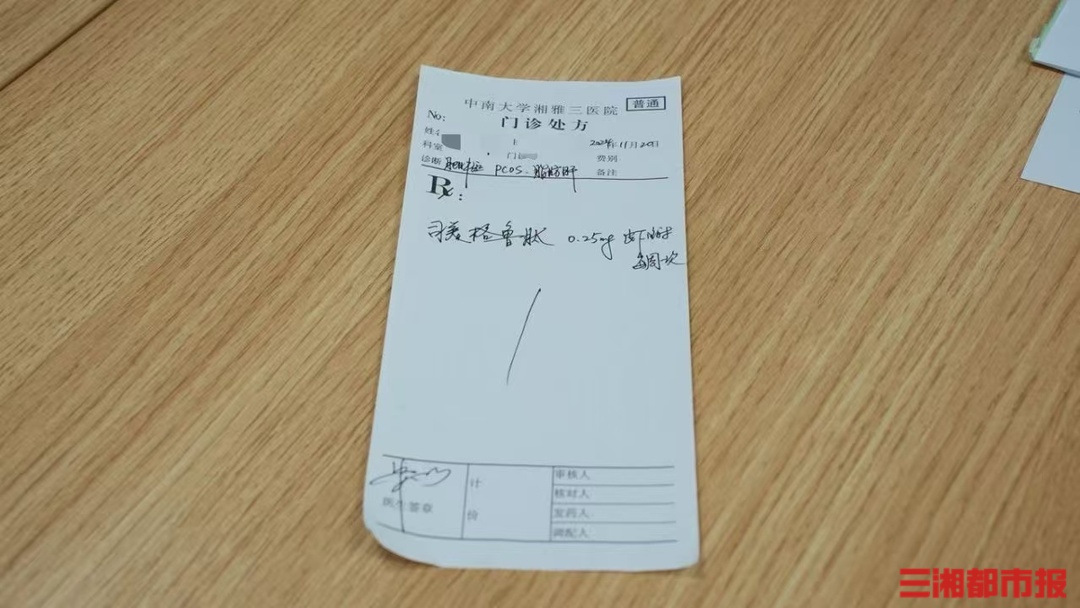 中南大学湘雅三医院 普通
No: 门诊处方
姓
科室 2024年11月20日
门 费别
诊断 肥胖症 PCOS、脂肪肝 备注
Rx:
司美格鲁肽 0.25mg 皮下注射
每周一次
医生签章
计
价
审核人
核对人
发药人
调配人
三湘都市报